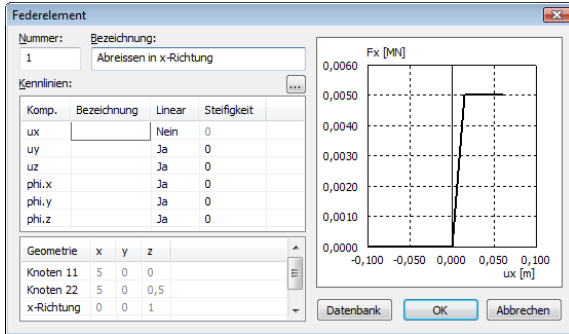 Federelement
Nummer: Bezeichnung:
1 Abreissen in x-Richtung
Kennlinien: ...
Komp. Bezeichnung Linear Steifigkeit
ux Nein 0
uy Ja 0
uz Ja 0
phi.x Ja 0
phi.y Ja 0
phi.z Ja 0
Geometrie x y z
Knoten 11 5 0 0
Knoten 22 5 0 0,5
x-Richtung 0 0 1
Fx [MN]
0,0060
0,0050
0,0040
0,0030
0,0020
0,0010
0,0000
-0,100 -0,050 0,000 0,050 0,100
ux [m]
Datenbank OK Abbrechen